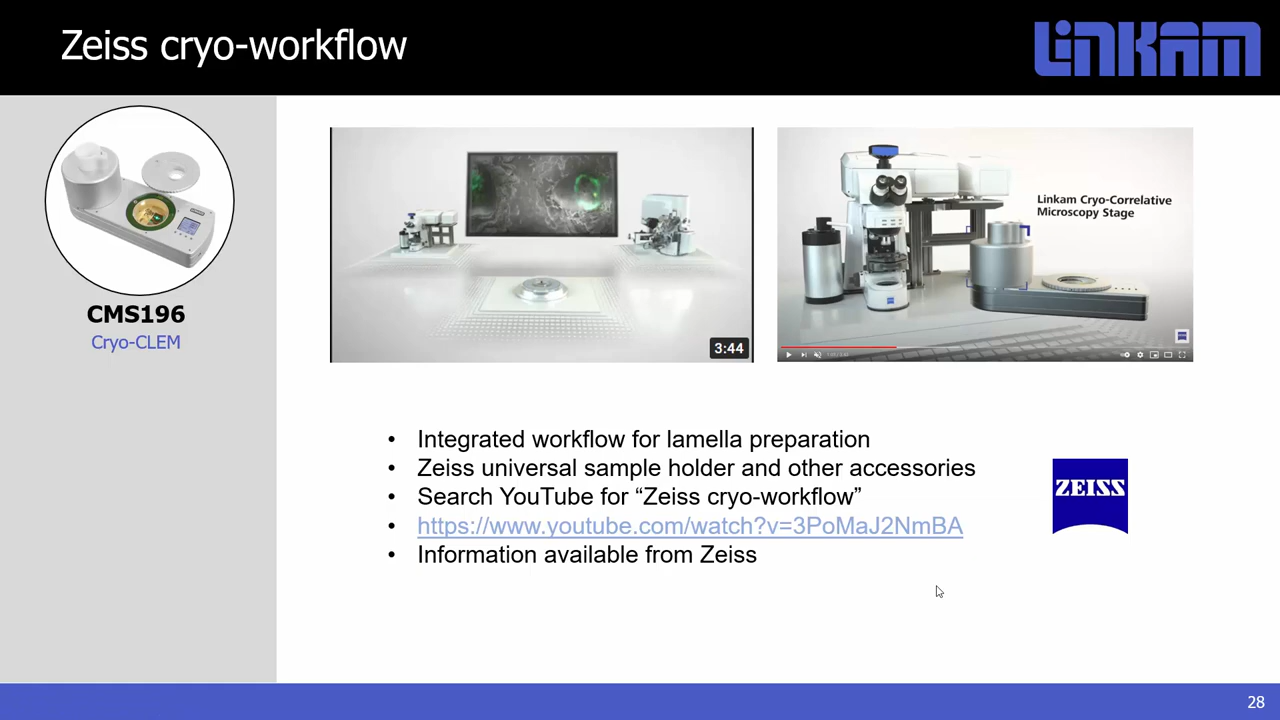 Zeiss cryo-workflow
LINKAM
CMS196
Cryo-CLEM
3:44
Linkam Cryo-Correlative
Microscopy Stage
• Integrated workflow for lamella preparation
• Zeiss universal sample holder and other accessories
• Search YouTube for “Zeiss cryo-workflow”
• https://www.youtube.com/watch?v=3PoMaJ2NmBA
• Information available from Zeiss
ZEISS
28